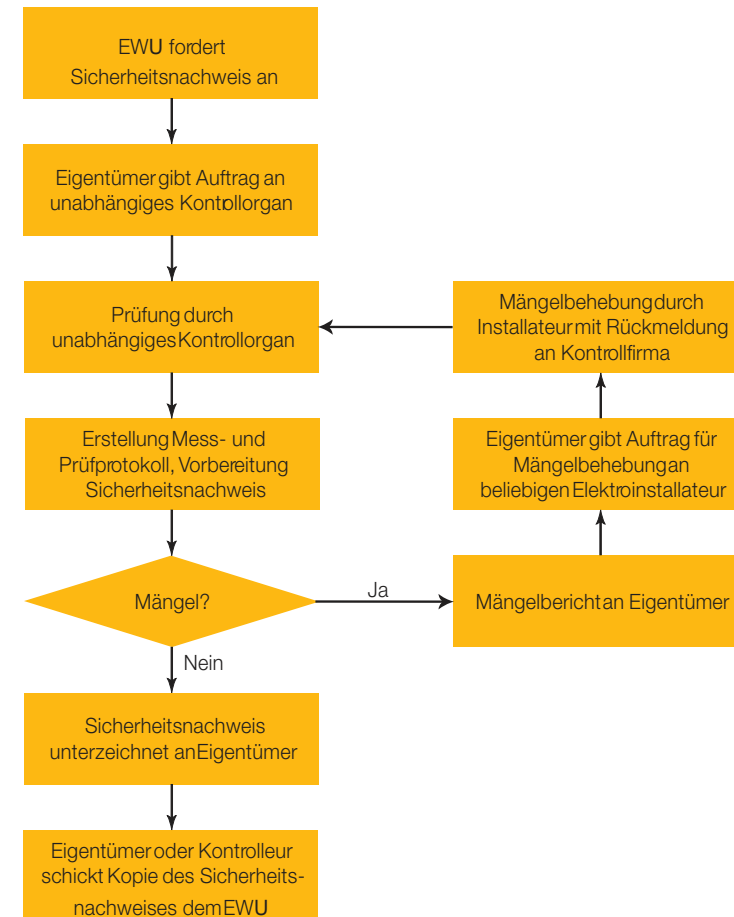 EWU fordert
Sicherheitsnachweis an
Eigentümer gibt Auftrag an
unabhängiges Kontrollorgan
Prüfung durch
unabhängiges Kontrollorgan
Erstellung Mess- und
Prüfprotokoll, Vorbereitung
Sicherheitsnachweis
Mängel?
Ja
Mängelbericht an Eigentümer
Eigentümer gibt Auftrag für
Mängelbehebung an
beliebigen Elektroinstallateur
Mängelbehebung durch
Installateur mit Rückmeldung
an Kontrollfirma
Nein
Sicherheitsnachweis
unterzeichnet an Eigentümer
Eigentümer oder Kontrolleur
schickt Kopie des Sicherheits-
nachweises dem EWU